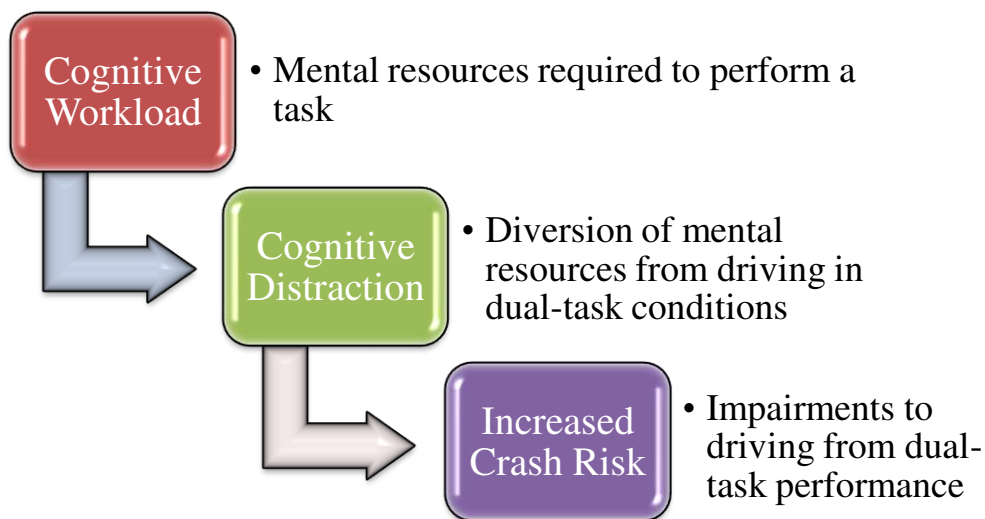 Cognitive
Workload
• Mental resources required to perform a
task
Cognitive
Distraction
• Diversion of mental
resources from driving in
dual-task conditions
Increased
Crash Risk
• Impairments to
driving from dual-
task performance